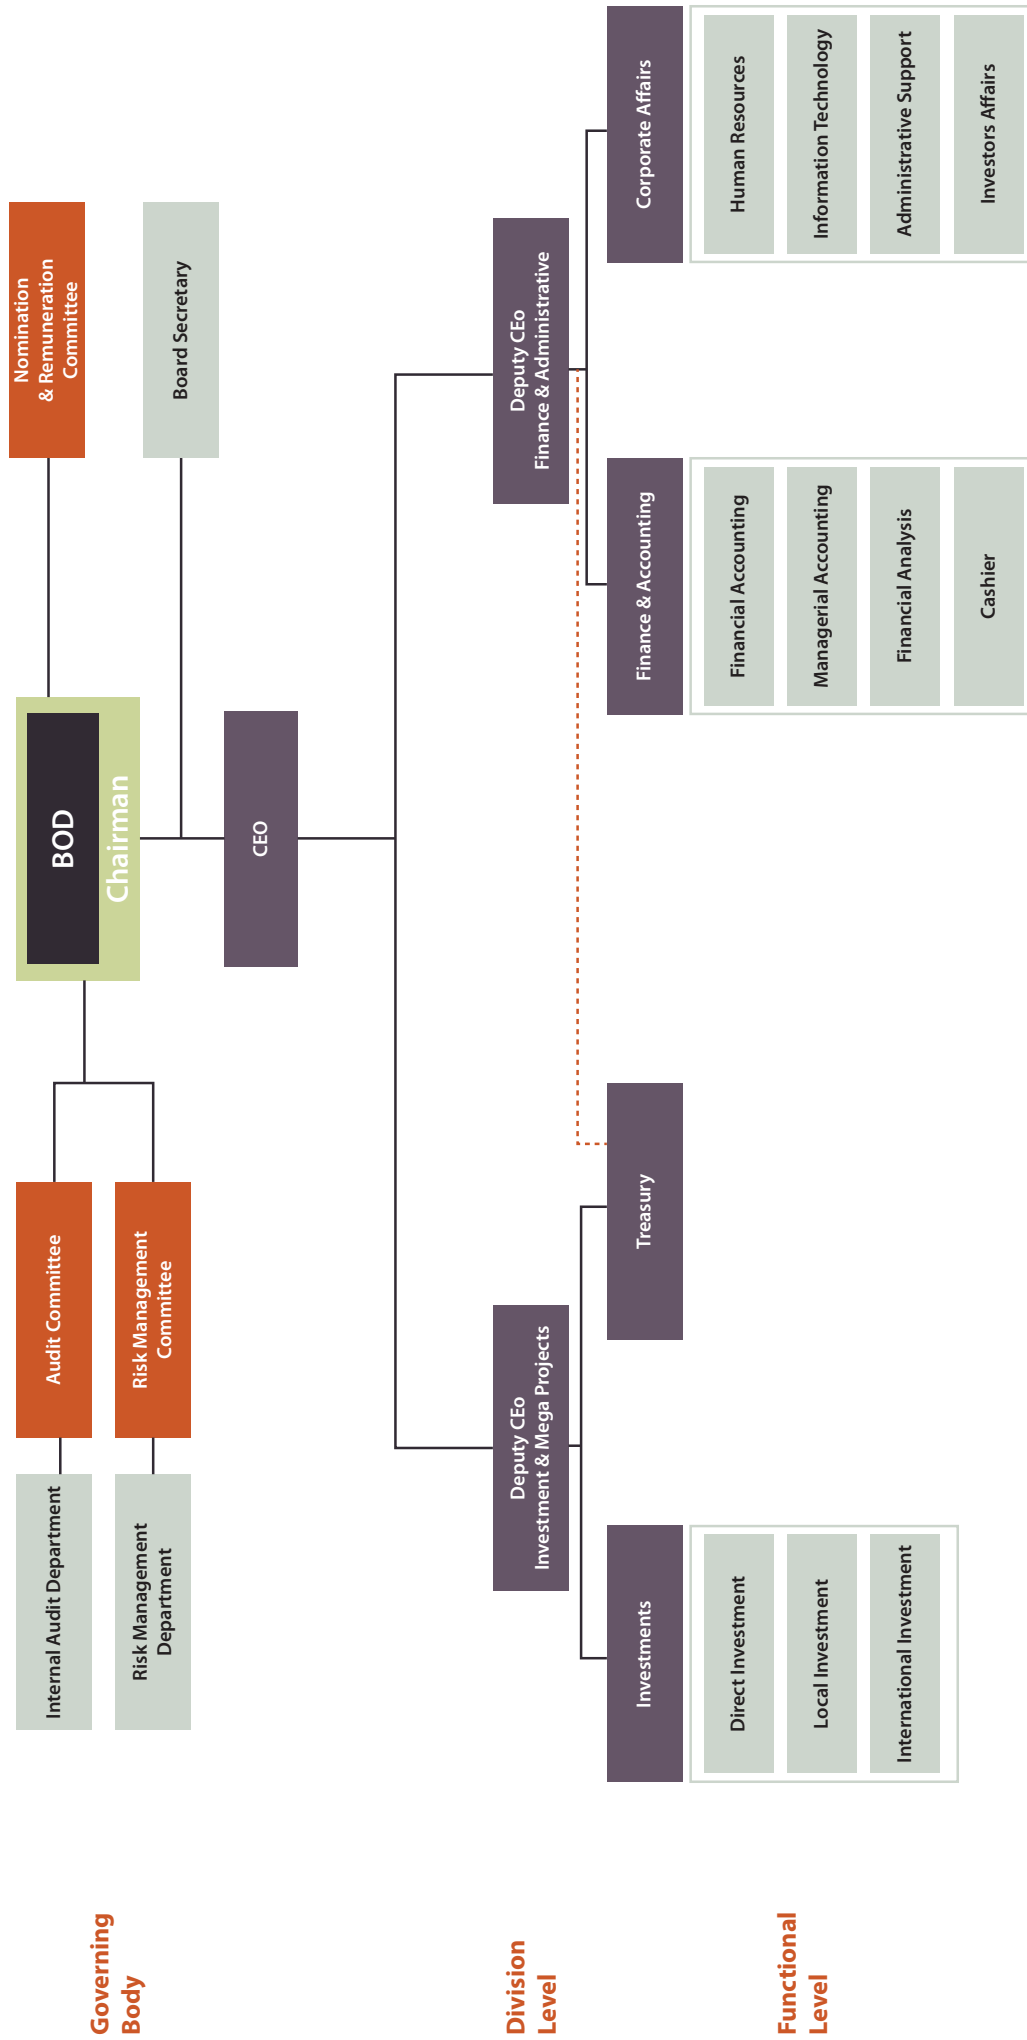 Governing
Body
Internal Audit Department
Audit Committee
BOD
Chairman
Nomination
& Remuneration
Committee
Risk Management
Department
Risk Management
Committee
Board Secretary
CEO
Division
Level
Deputy CEo
Investment & Mega Projects
Deputy CEo
Finance & Administrative
Investments
Treasury
Finance & Accounting
Corporate Affairs
Functional
Level
Direct Investment
Local Investment
International Investment
Financial Accounting
Managerial Accounting
Financial Analysis
Cashier
Human Resources
Information Technology
Administrative Support
Investors Affairs